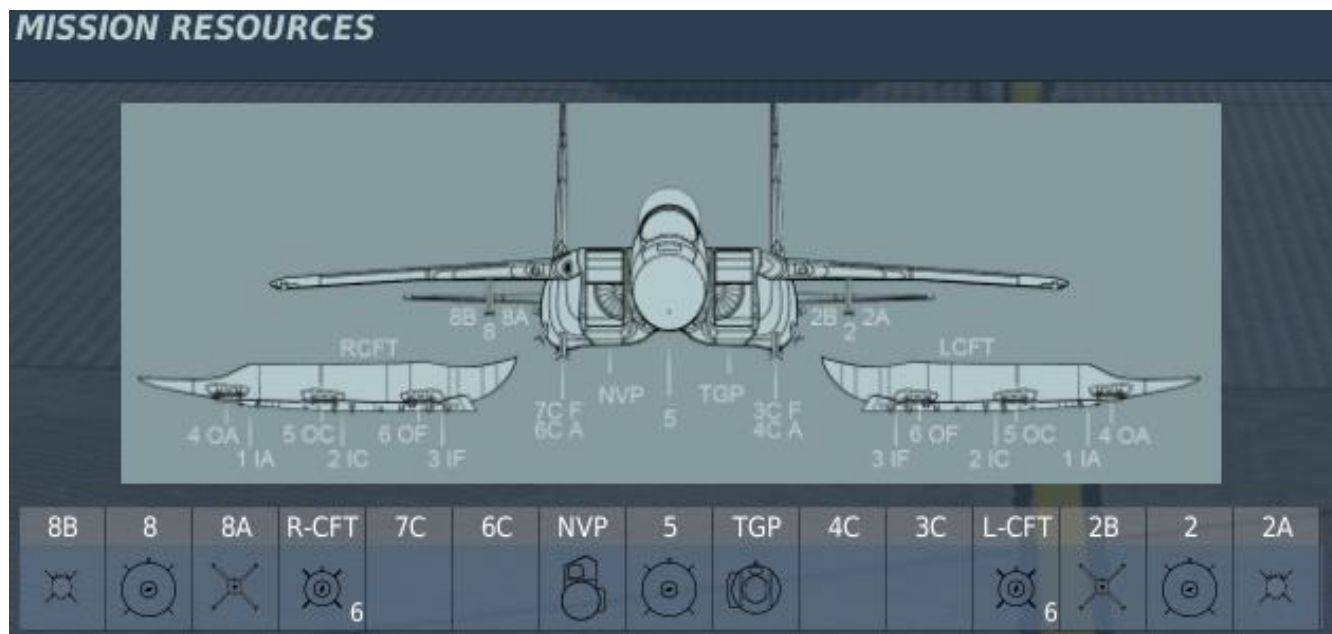 MISSION RESOURCES
8B 8 8A 2B 2 2A
RCFT LCFT
NVP 5 TGP
7C F 3C F
6C A 4C A
4 OA 5 OC 6 OF 6 OF 5 OC 4 OA
1 IA 2 IC 3 IF 3 IF 2 IC 1 IA
8B 8 8A R-CFT 7C 6C NVP 5 TGP 4C 3C L-CFT 2B 2 2A
6 6